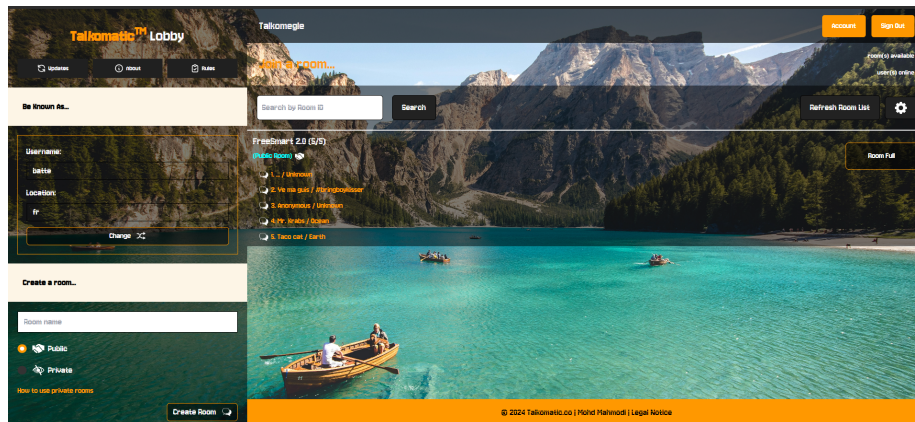 Talkomatic™ Lobby
Updates
About
Rules
Be Known As...
Username:
batte
Location:
fr
Change
Create a room...
Room name
Public
Private
How to use private rooms
Create Room
Talkomegle
Account
Sign Out
room...
room(s) available
user(s) online
Search by Room ID
Search
Refresh Room List
FreeSmart 2.0 (5/5)
(Public Room)
Room Full
1. .. / Unknown
2. Ye ma guis / #bringboykisser
3. Anonymous / Unknown
4. Mr. Krabs / Ocean
5. Taco cat / Earth
© 2024 Talkomatic.co | Mohd Mahmodi | Legal Notice